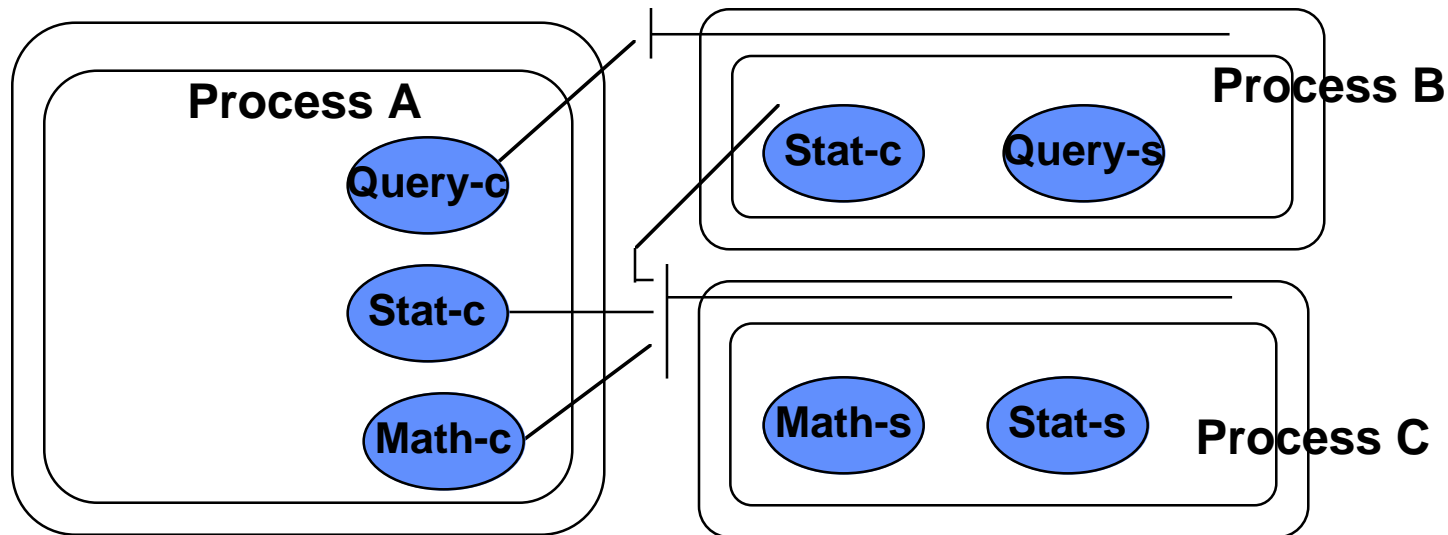 Process A
Query-c
Stat-c
Math-c
Process B
Stat-c
Query-s
Process C
Math-s
Stat-s